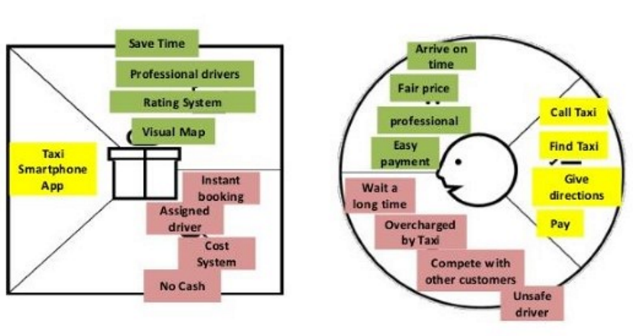 Save Time
Professional drivers
Rating System
Visual Map
Taxi
Smartphone
App
Instant
booking
Assigned
driver
Cost
System
No Cash
Arrive on
time
Fair price
professional
Easy
payment
Call Taxi
Find Taxi
Give
directions
Pay
Wait a
long time
Overcharged
by Taxi
Compete with
other customers
Unsafe
driver